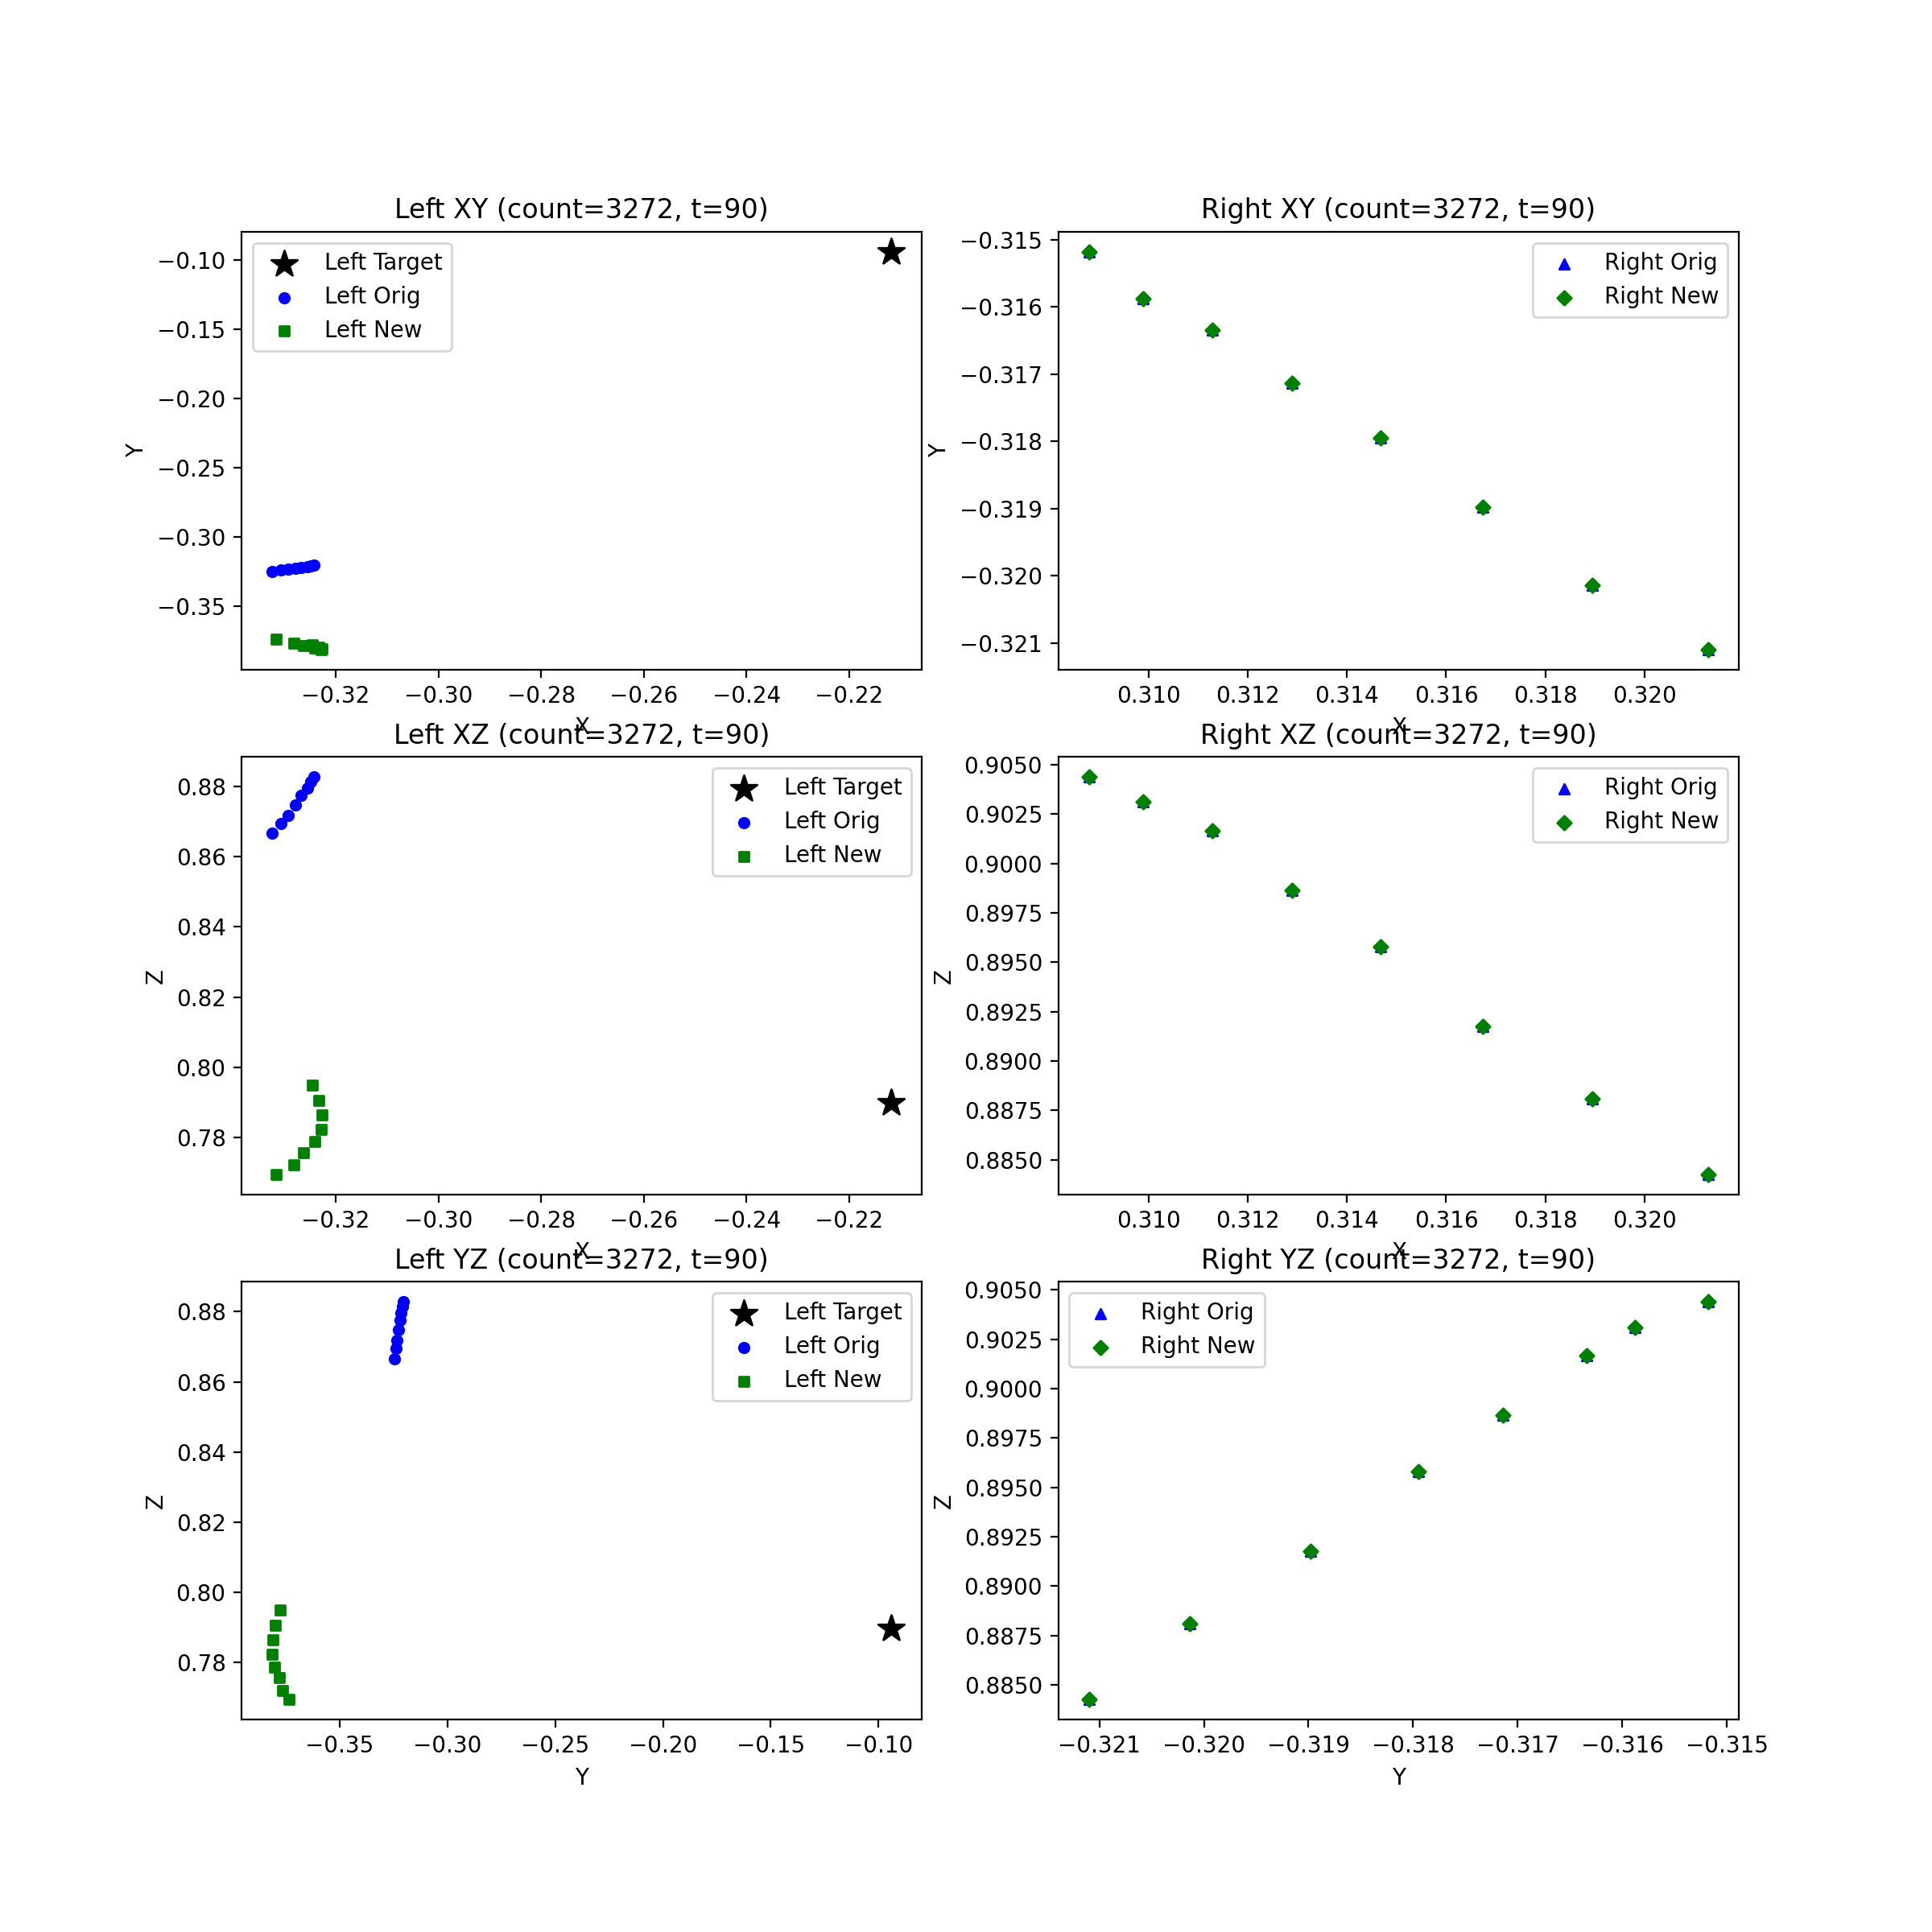 Left XY (count=3272, t=90)
Left Target
Left Orig
Left New
−0.10
−0.15
−0.20
−0.25
−0.30
−0.35
Y
−0.32
−0.30
−0.28
−0.26
−0.24
−0.22
X
Right XY (count=3272, t=90)
Right Orig
Right New
−0.315
−0.316
−0.317
−0.318
−0.319
−0.320
−0.321
Y
0.310
0.312
0.314
0.316
0.318
0.320
X
Left XZ (count=3272, t=90)
Left Target
Left Orig
Left New
0.88
0.86
0.84
0.82
0.80
0.78
Z
−0.32
−0.30
−0.28
−0.26
−0.24
−0.22
X
Right XZ (count=3272, t=90)
Right Orig
Right New
0.9050
0.9025
0.9000
0.8975
0.8950
0.8925
0.8900
0.8875
0.8850
Z
0.310
0.312
0.314
0.316
0.318
0.320
X
Left YZ (count=3272, t=90)
Left Target
Left Orig
Left New
0.88
0.86
0.84
0.82
0.80
0.78
Z
−0.35
−0.30
−0.25
−0.20
−0.15
−0.10
Y
Right YZ (count=3272, t=90)
Right Orig
Right New
0.9050
0.9025
0.9000
0.8975
0.8950
0.8925
0.8900
0.8875
0.8850
Z
−0.321
−0.320
−0.319
−0.318
−0.317
−0.316
−0.315
Y